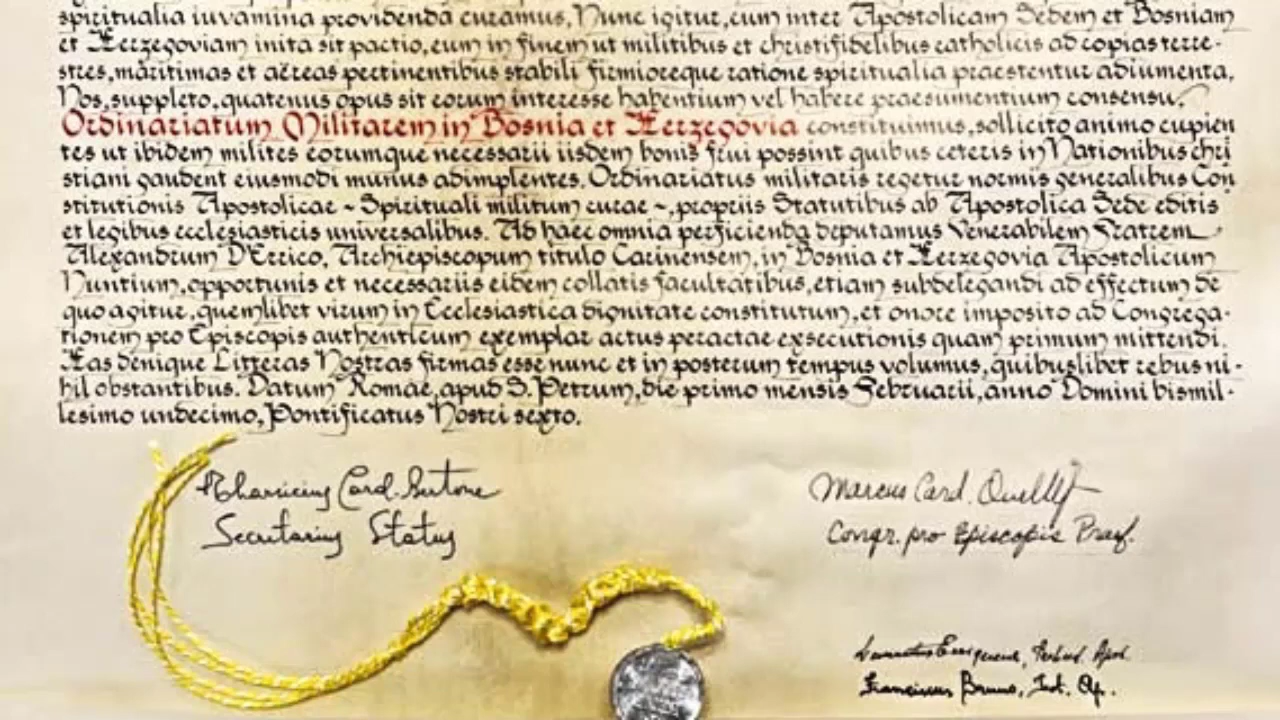 spiritualia iuvamina providenda curamus, Nunc igitur, cum inter Apostolicam Sedem et Bosniam
et Herzegoviam inita sit pactio, eum in finem ut militibus et christifidelibus catholicis ad copias terre-
stres, maritimas et aëreas pertinentibus stabili firmioreque ratione spiritualia praestentur adiumenta,
Nos, suppleto, quatenus opus sit eorum interesse habentium vel habere praesumentium consensu,
Ordinariatum Militarem in Bosnia et Herzegovia constituimus, sollicito animo cupien
tes ut ibidem milites eorumque necessarii iisdem bonis frui possint quibus ceteris in Nationibus chri
stiani gaudent eiusmodi munus adimplentes. Ordinariatus militaris regetur normis generalibus Con
stitutionis Apostolicae ~ Spirituali militum curae ~, propriis Statutibus ab Apostolica Sede editis
et legibus ecclesiasticis universalibus. Ad haec omnia perficienda deputamus Venerabilem Fratrem
Alexandrum D'Errico, Archiepiscopum titulo Carinensem, in Bosnia et Herzegovia Apostolicum
Nuntium, opportunis et necessariis eidem collatis facultatibus, etiam subdelegandi ad effectum de
quo agitur, quemlibet virum in Ecclesiastica dignitate constitutum, et onore imposito ad Congrega-
tionem pro Episcopis authenticum exemplar actus peractae exsecutionis quam primum mittendi.
Has denique Litteras Nostras firmas esse nunc et in posterum tempus volumus, quibuslibet rebus ni-
hil obstantibus. Datum Romae, apud S. Petrum, die primo mensis Februarii, anno Domini bismil-
lesimo undecimo, Pontificatus Nostri sexto.
Tharcicius Card. Bertone
Secretarius Status
Marcus Card. Ouellet
Congr. pro Episcopis Praef.
Franciscus Bruno, Not. Ap.